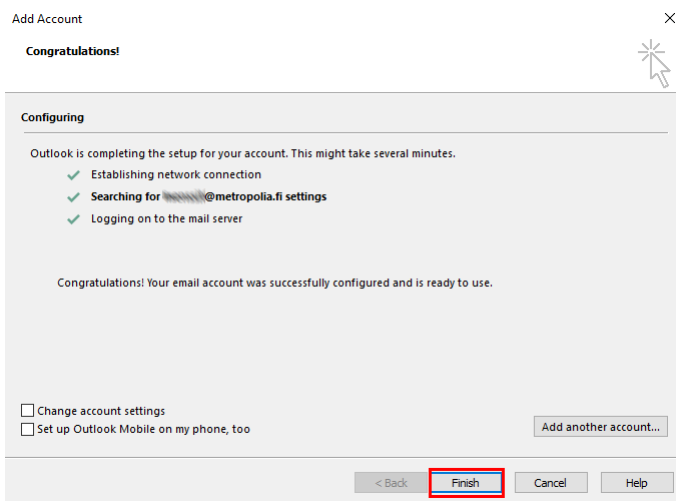 Add Account
Congratulations!
Configuring
Outlook is completing the setup for your account. This might take several minutes.
Establishing network connection
Searching for @metropolia.fi settings
Logging on to the mail server
Congratulations! Your email account was successfully configured and is ready to use.
Change account settings
Set up Outlook Mobile on my phone, too
Add another account...
< Back Finish Cancel Help